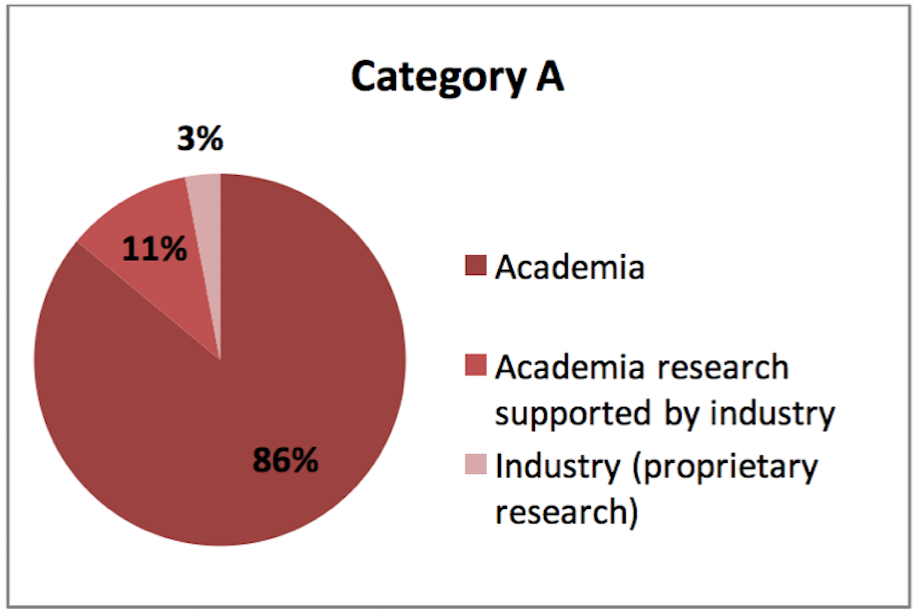 Category A
3%
11%
86%
Academia
Academia research
supported by industry
Industry (proprietary
research)